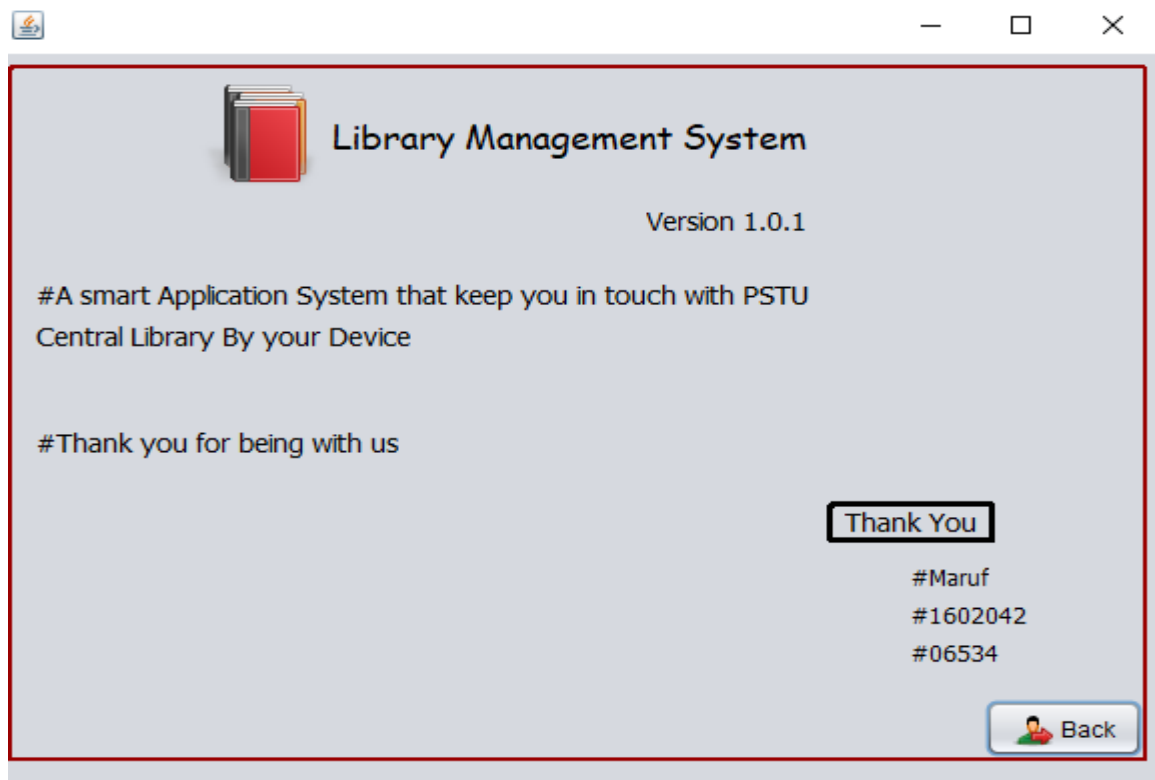 Library Management System
Version 1.0.1
#A smart Application System that keep you in touch with PSTU
Central Library By your Device
#Thank you for being with us
Thank You
#Maruf
#1602042
#06534
Back